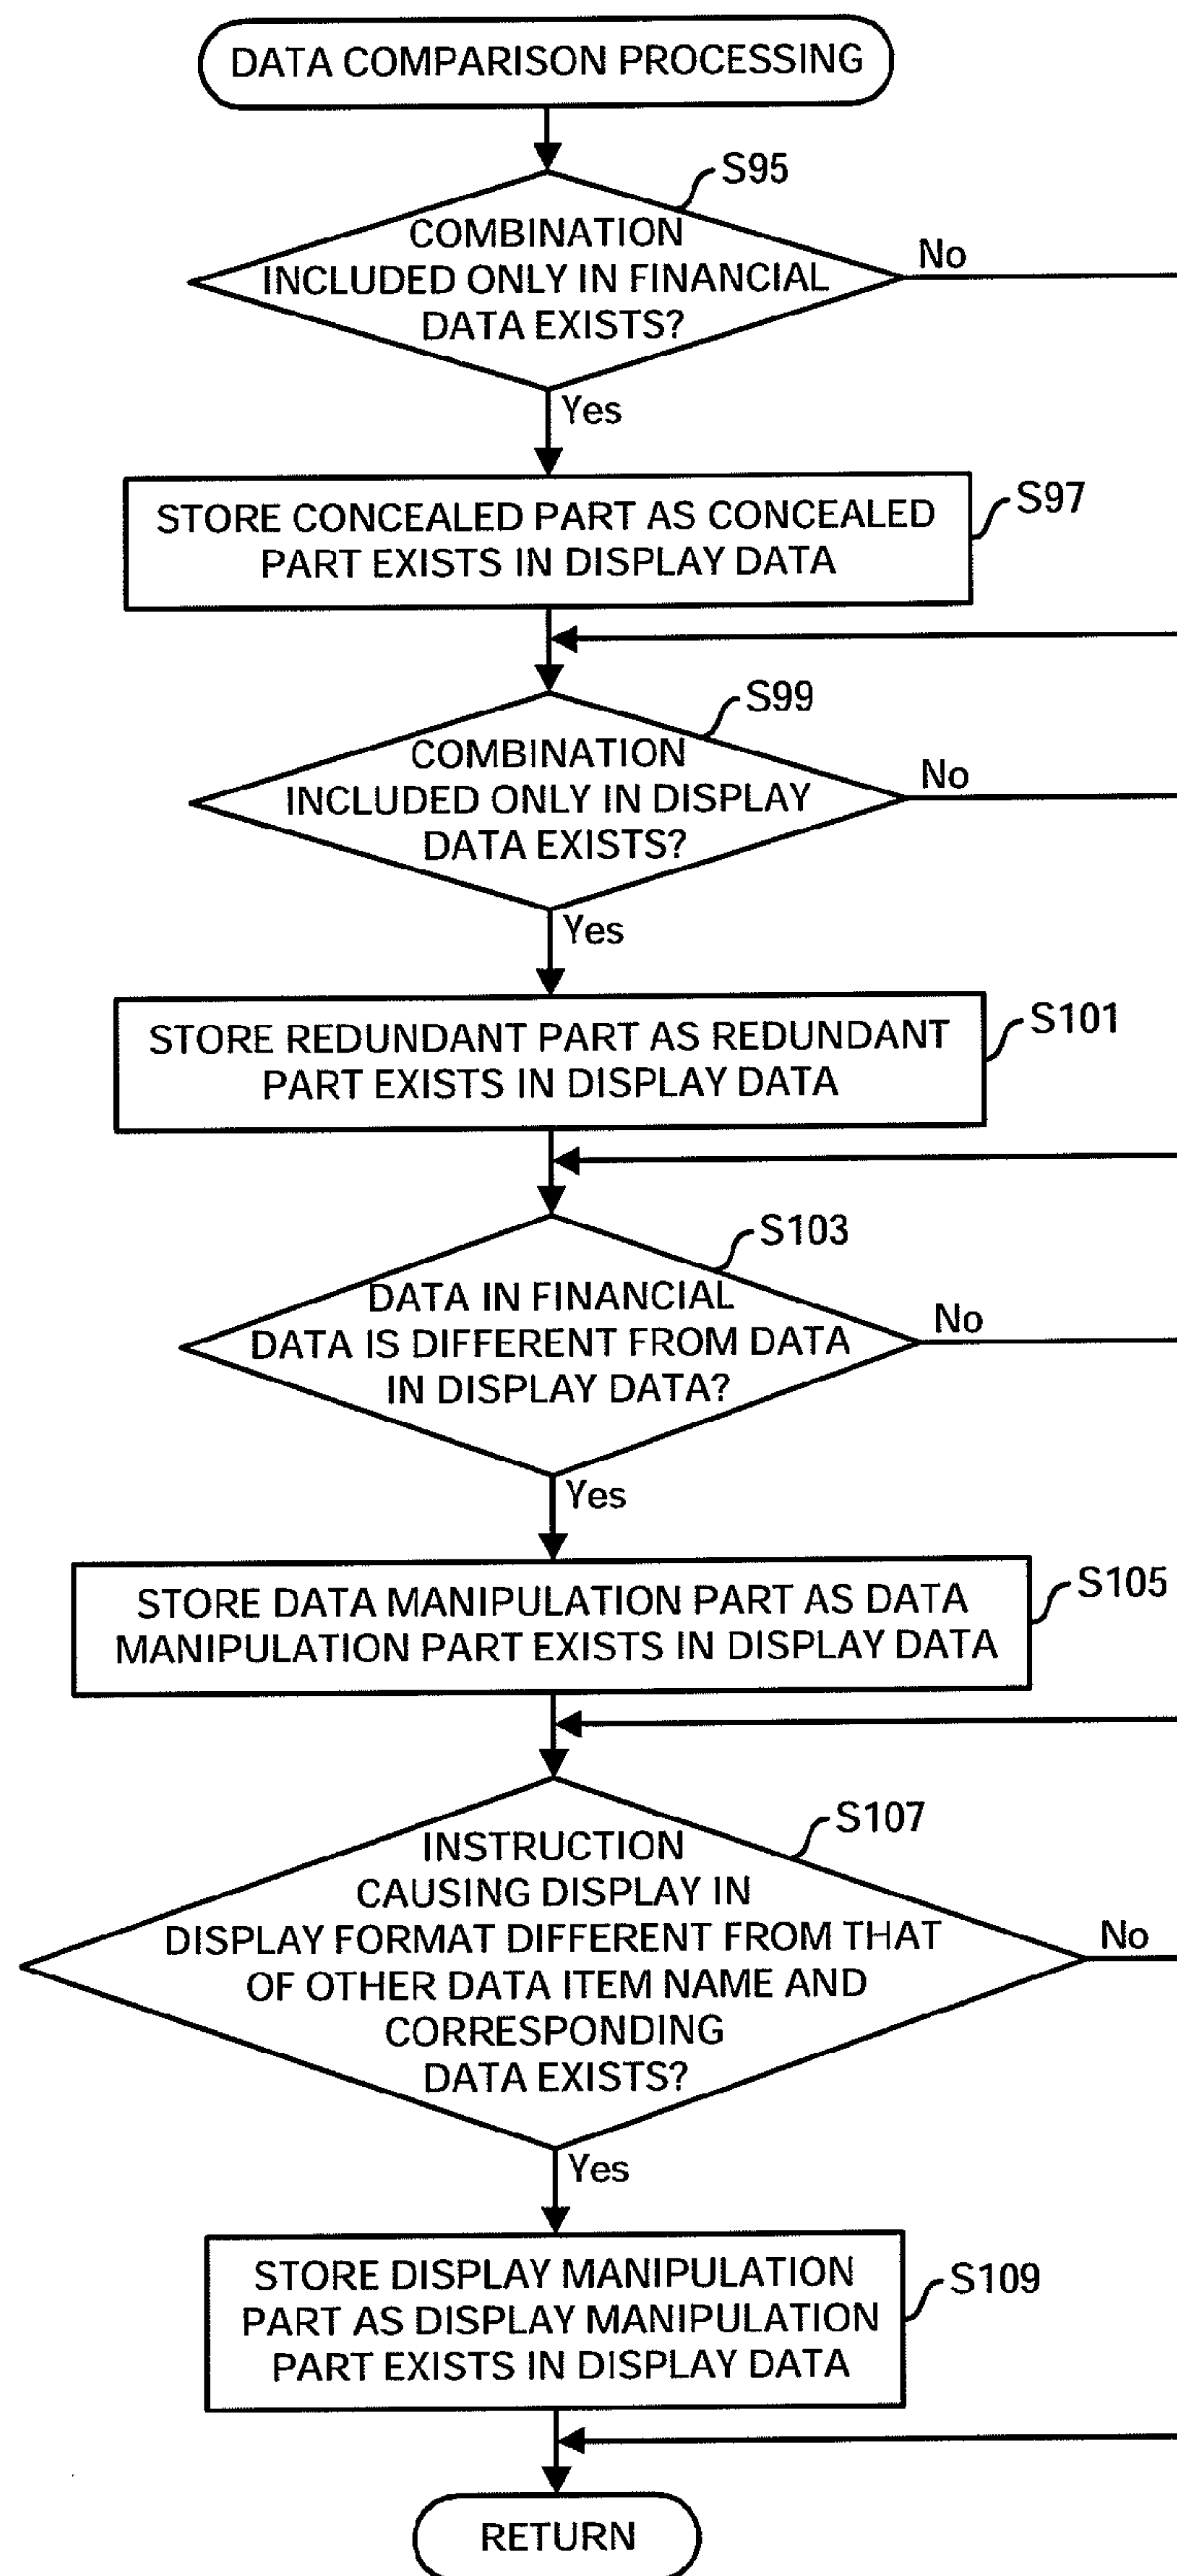 DATA COMPARISON PROCESSING
S95
COMBINATION
INCLUDED ONLY IN FINANCIAL
DATA EXISTS?
No
Yes
STORE CONCEALED PART AS CONCEALED
PART EXISTS IN DISPLAY DATA
S97
S99
COMBINATION
INCLUDED ONLY IN DISPLAY
DATA EXISTS?
No
Yes
STORE REDUNDANT PART AS REDUNDANT
PART EXISTS IN DISPLAY DATA
S101
S103
DATA IN FINANCIAL
DATA IS DIFFERENT FROM DATA
IN DISPLAY DATA?
No
Yes
STORE DATA MANIPULATION PART AS DATA
MANIPULATION PART EXISTS IN DISPLAY DATA
S105
S107
INSTRUCTION
CAUSING DISPLAY IN
DISPLAY FORMAT DIFFERENT FROM THAT
OF OTHER DATA ITEM NAME AND
CORRESPONDING
DATA EXISTS?
No
Yes
STORE DISPLAY MANIPULATION
PART AS DISPLAY MANIPULATION
PART EXISTS IN DISPLAY DATA
S109
RETURN